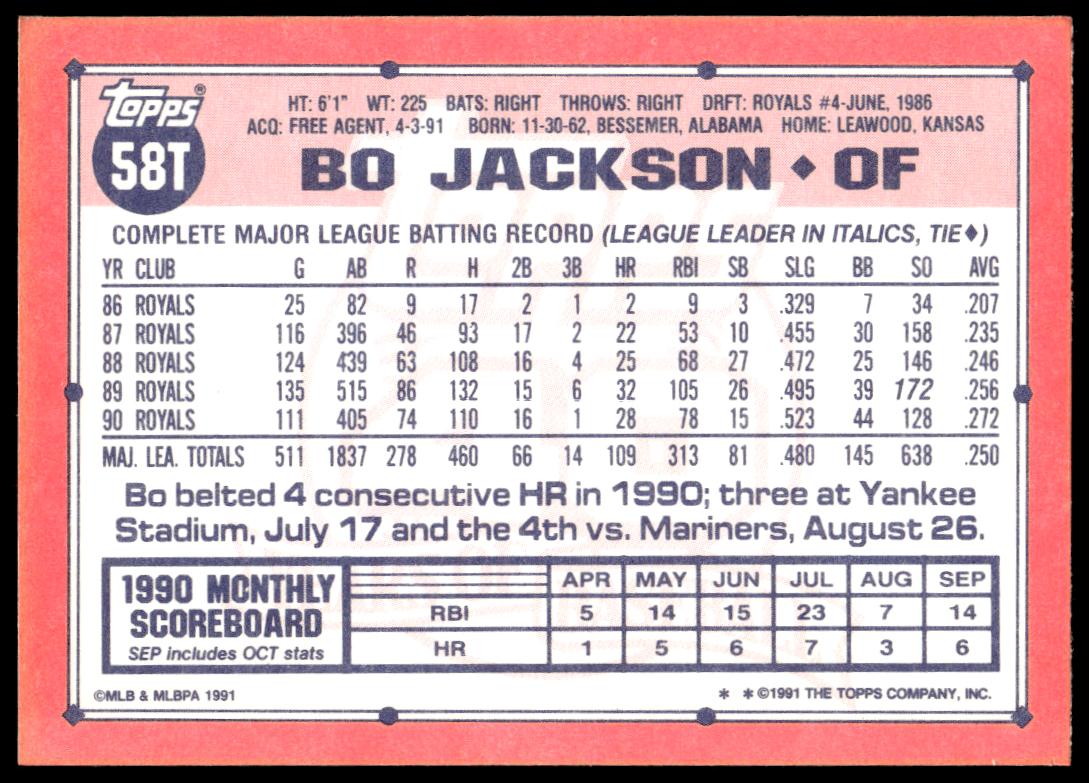 Topps®
58T
HT: 6'1" WT: 225 BATS: RIGHT THROWS: RIGHT DRFT: ROYALS #4-JUNE, 1986
ACQ: FREE AGENT, 4-3-91 BORN: 11-30-62, BESSEMER, ALABAMA HOME: LEAWOOD, KANSAS
BO JACKSON ◆ OF
COMPLETE MAJOR LEAGUE BATTING RECORD (LEAGUE LEADER IN ITALICS, TIE◆)
YR CLUB G AB R H 2B 3B HR RBI SB SLG BB SO AVG
86 ROYALS 25 82 9 17 2 1 2 9 3 .329 7 34 .207
87 ROYALS 116 396 46 93 17 2 22 53 10 .455 30 158 .235
88 ROYALS 124 439 63 108 16 4 25 68 27 .472 25 146 .246
89 ROYALS 135 515 86 132 15 6 32 105 26 .495 39 172 .256
90 ROYALS 111 405 74 110 16 1 28 78 15 .523 44 128 .272
MAJ. LEA. TOTALS 511 1837 278 460 66 14 109 313 81 .480 145 638 .250
Bo belted 4 consecutive HR in 1990; three at Yankee
Stadium, July 17 and the 4th vs. Mariners, August 26.
1990 MONTHLY
SCOREBOARD
SEP includes OCT stats
APR MAY JUN JUL AUG SEP
RBI 5 14 15 23 7 14
HR 1 5 6 7 3 6
©MLB & MLBPA 1991
* * ©1991 THE TOPPS COMPANY, INC.